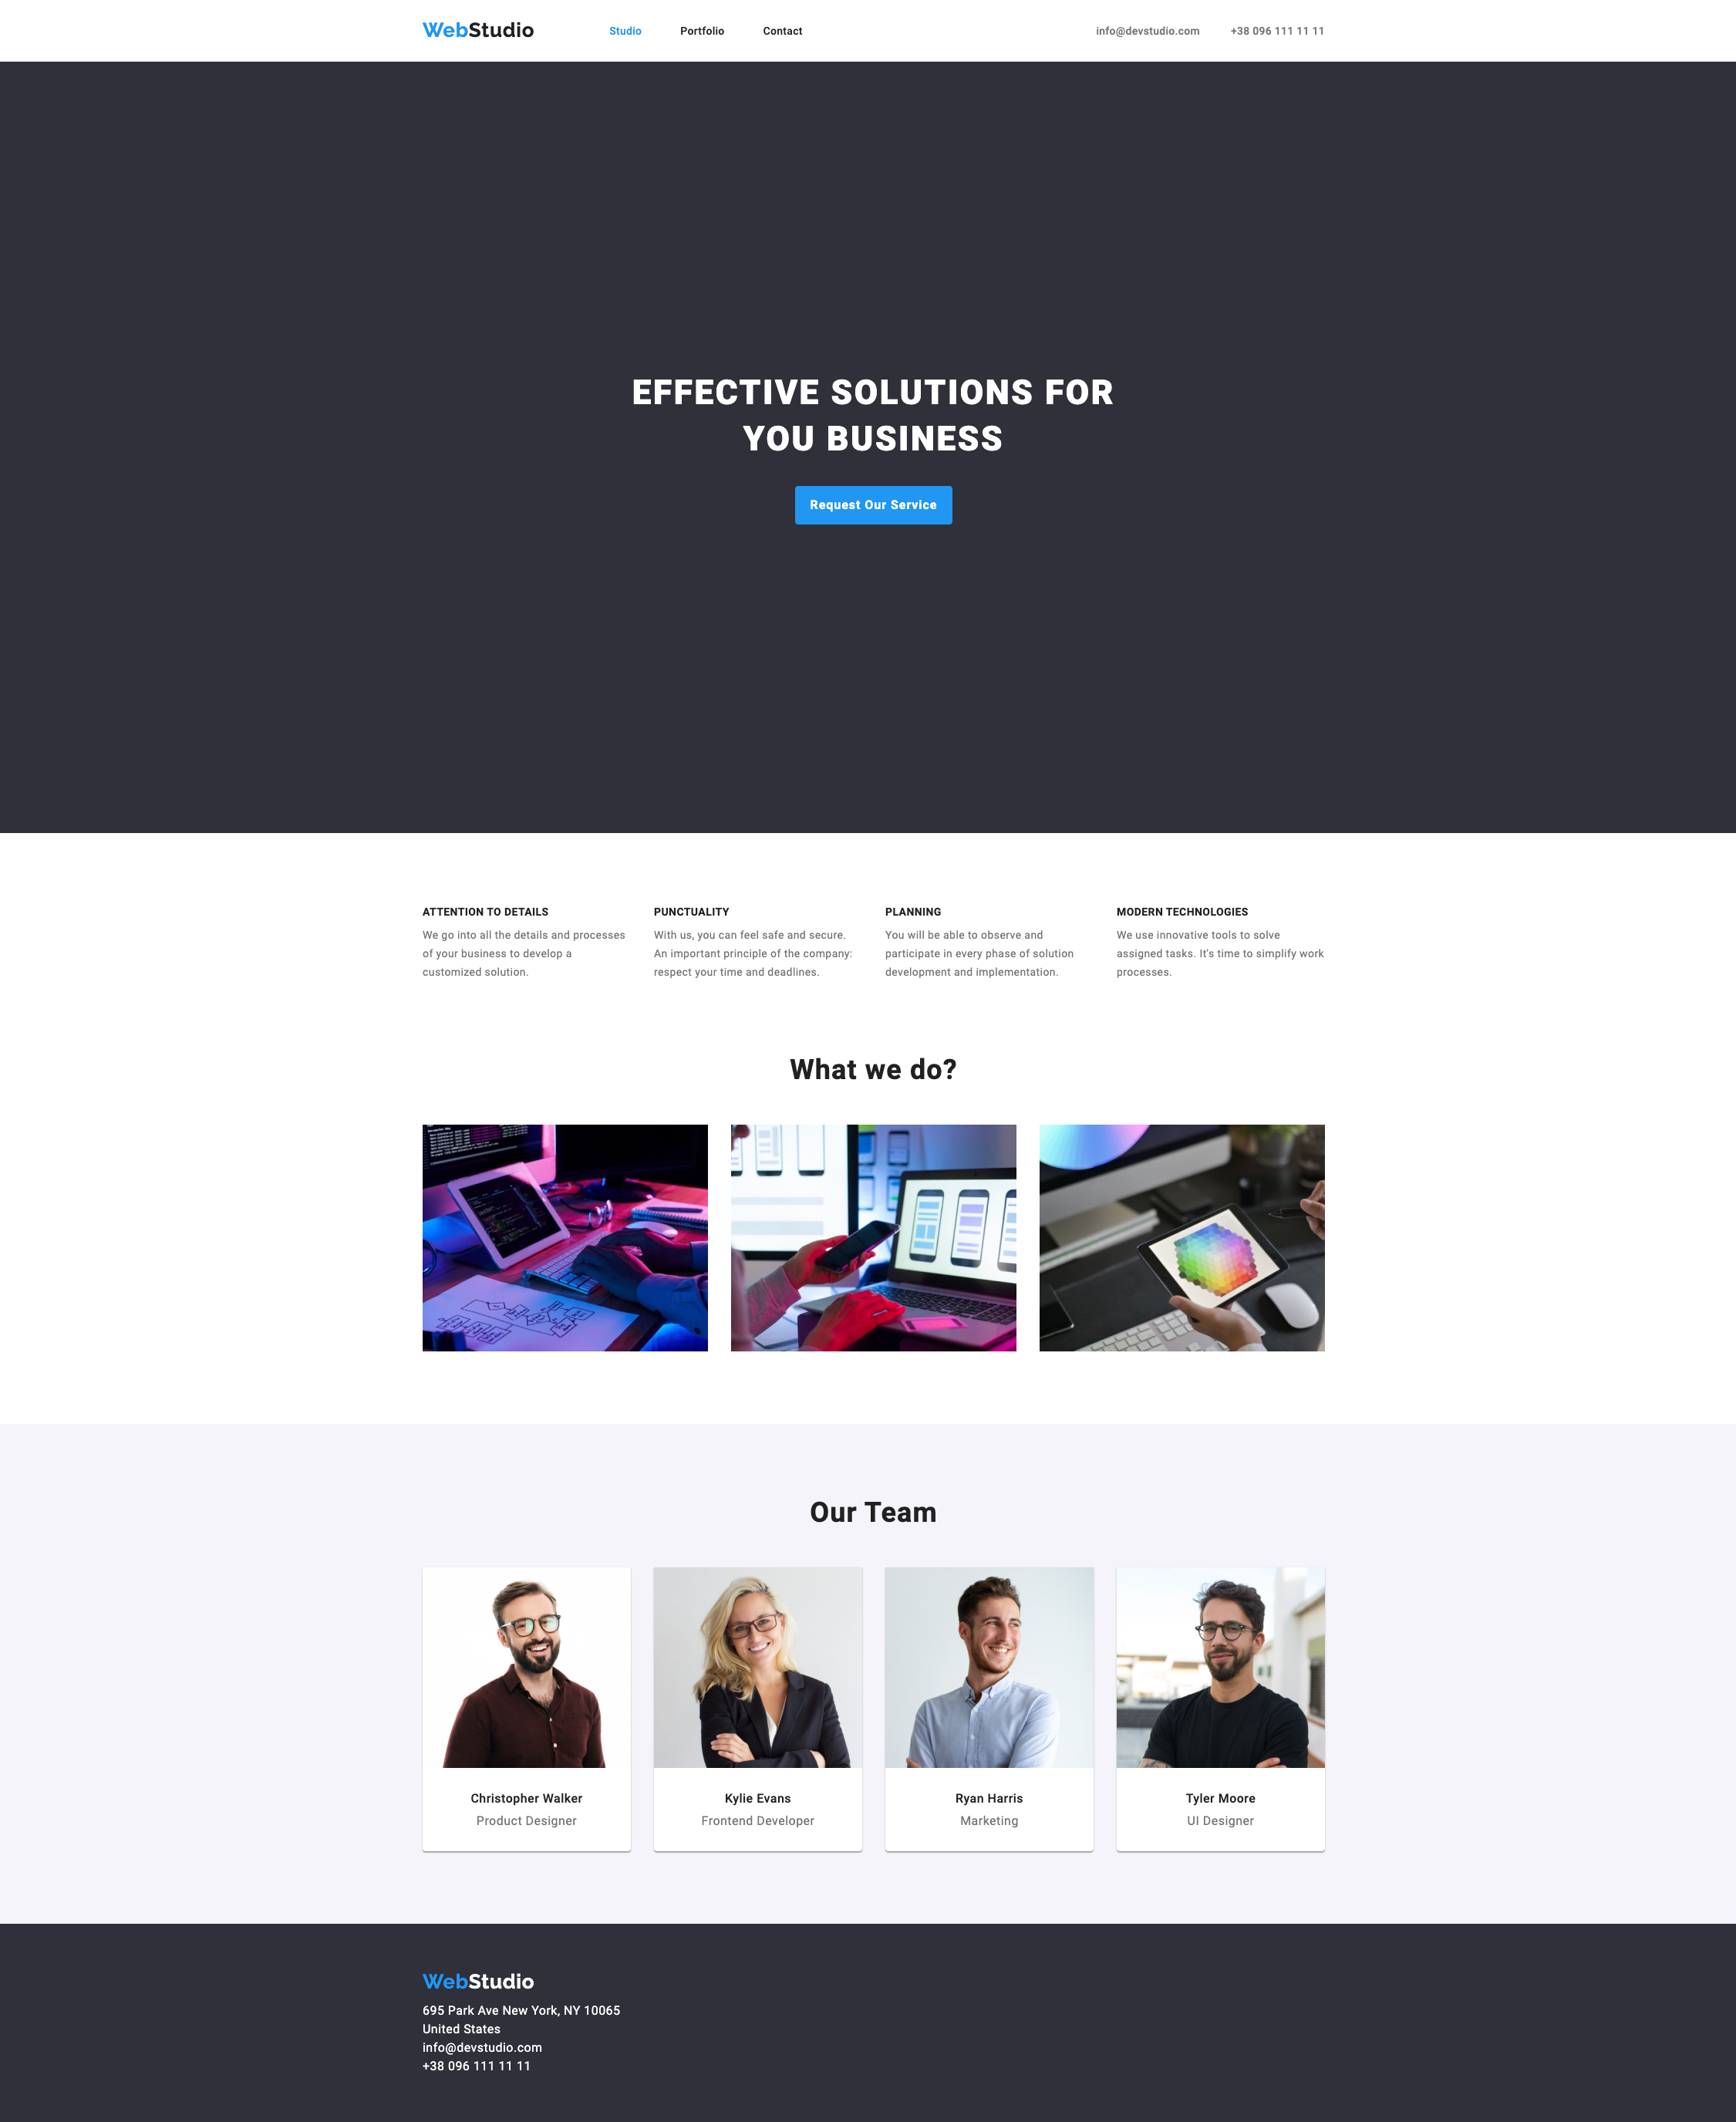 WebStudio Studio Portfolio Contact info@devstudio.com +38 096 111 11 11
EFFECTIVE SOLUTIONS FOR
YOU BUSINESS
Request Our Service
ATTENTION TO DETAILS
We go into all the details and processes
of your business to develop a
customized solution.
PUNCTUALITY
With us, you can feel safe and secure.
An important principle of the company:
respect your time and deadlines.
PLANNING
You will be able to observe and
participate in every phase of solution
development and implementation.
MODERN TECHNOLOGIES
We use innovative tools to solve
assigned tasks. It's time to simplify work
processes.
What we do?
Our Team
Christopher Walker
Product Designer
Kylie Evans
Frontend Developer
Ryan Harris
Marketing
Tyler Moore
UI Designer
WebStudio
695 Park Ave New York, NY 10065
United States
info@devstudio.com
+38 096 111 11 11